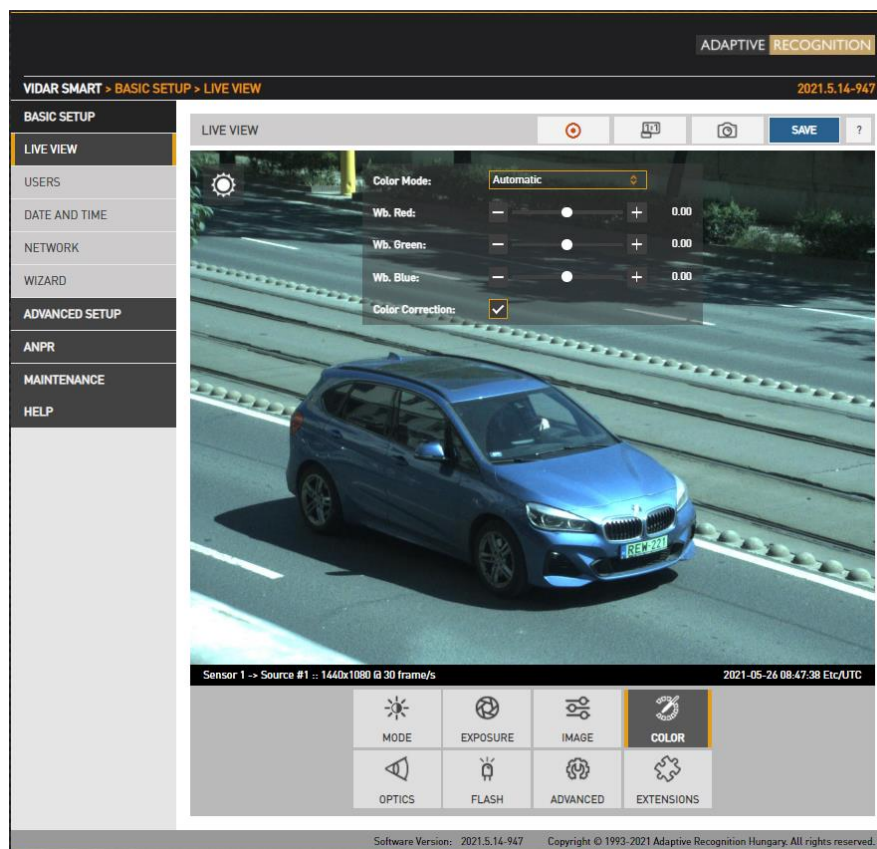 ADAPTIVE RECOGNITION
VIDAR SMART > BASIC SETUP > LIVE VIEW 2021.5.14-947
BASIC SETUP
LIVE VIEW
USERS
DATE AND TIME
NETWORK
WIZARD
ADVANCED SETUP
ANPR
MAINTENANCE
HELP
LIVE VIEW 1:1 SAVE ?
Color Mode: Automatic
Wb. Red: 0.00
Wb. Green: 0.00
Wb. Blue: 0.00
Color Correction:
REW-221
Sensor 1 -> Source #1 :: 1440x1080 @ 30 frame/s 2021-05-26 08:47:38 Etc/UTC
MODE EXPOSURE IMAGE COLOR
OPTICS FLASH ADVANCED EXTENSIONS
Software Version: 2021.5.14-947 Copyright © 1993-2021 Adaptive Recognition Hungary. All rights reserved.